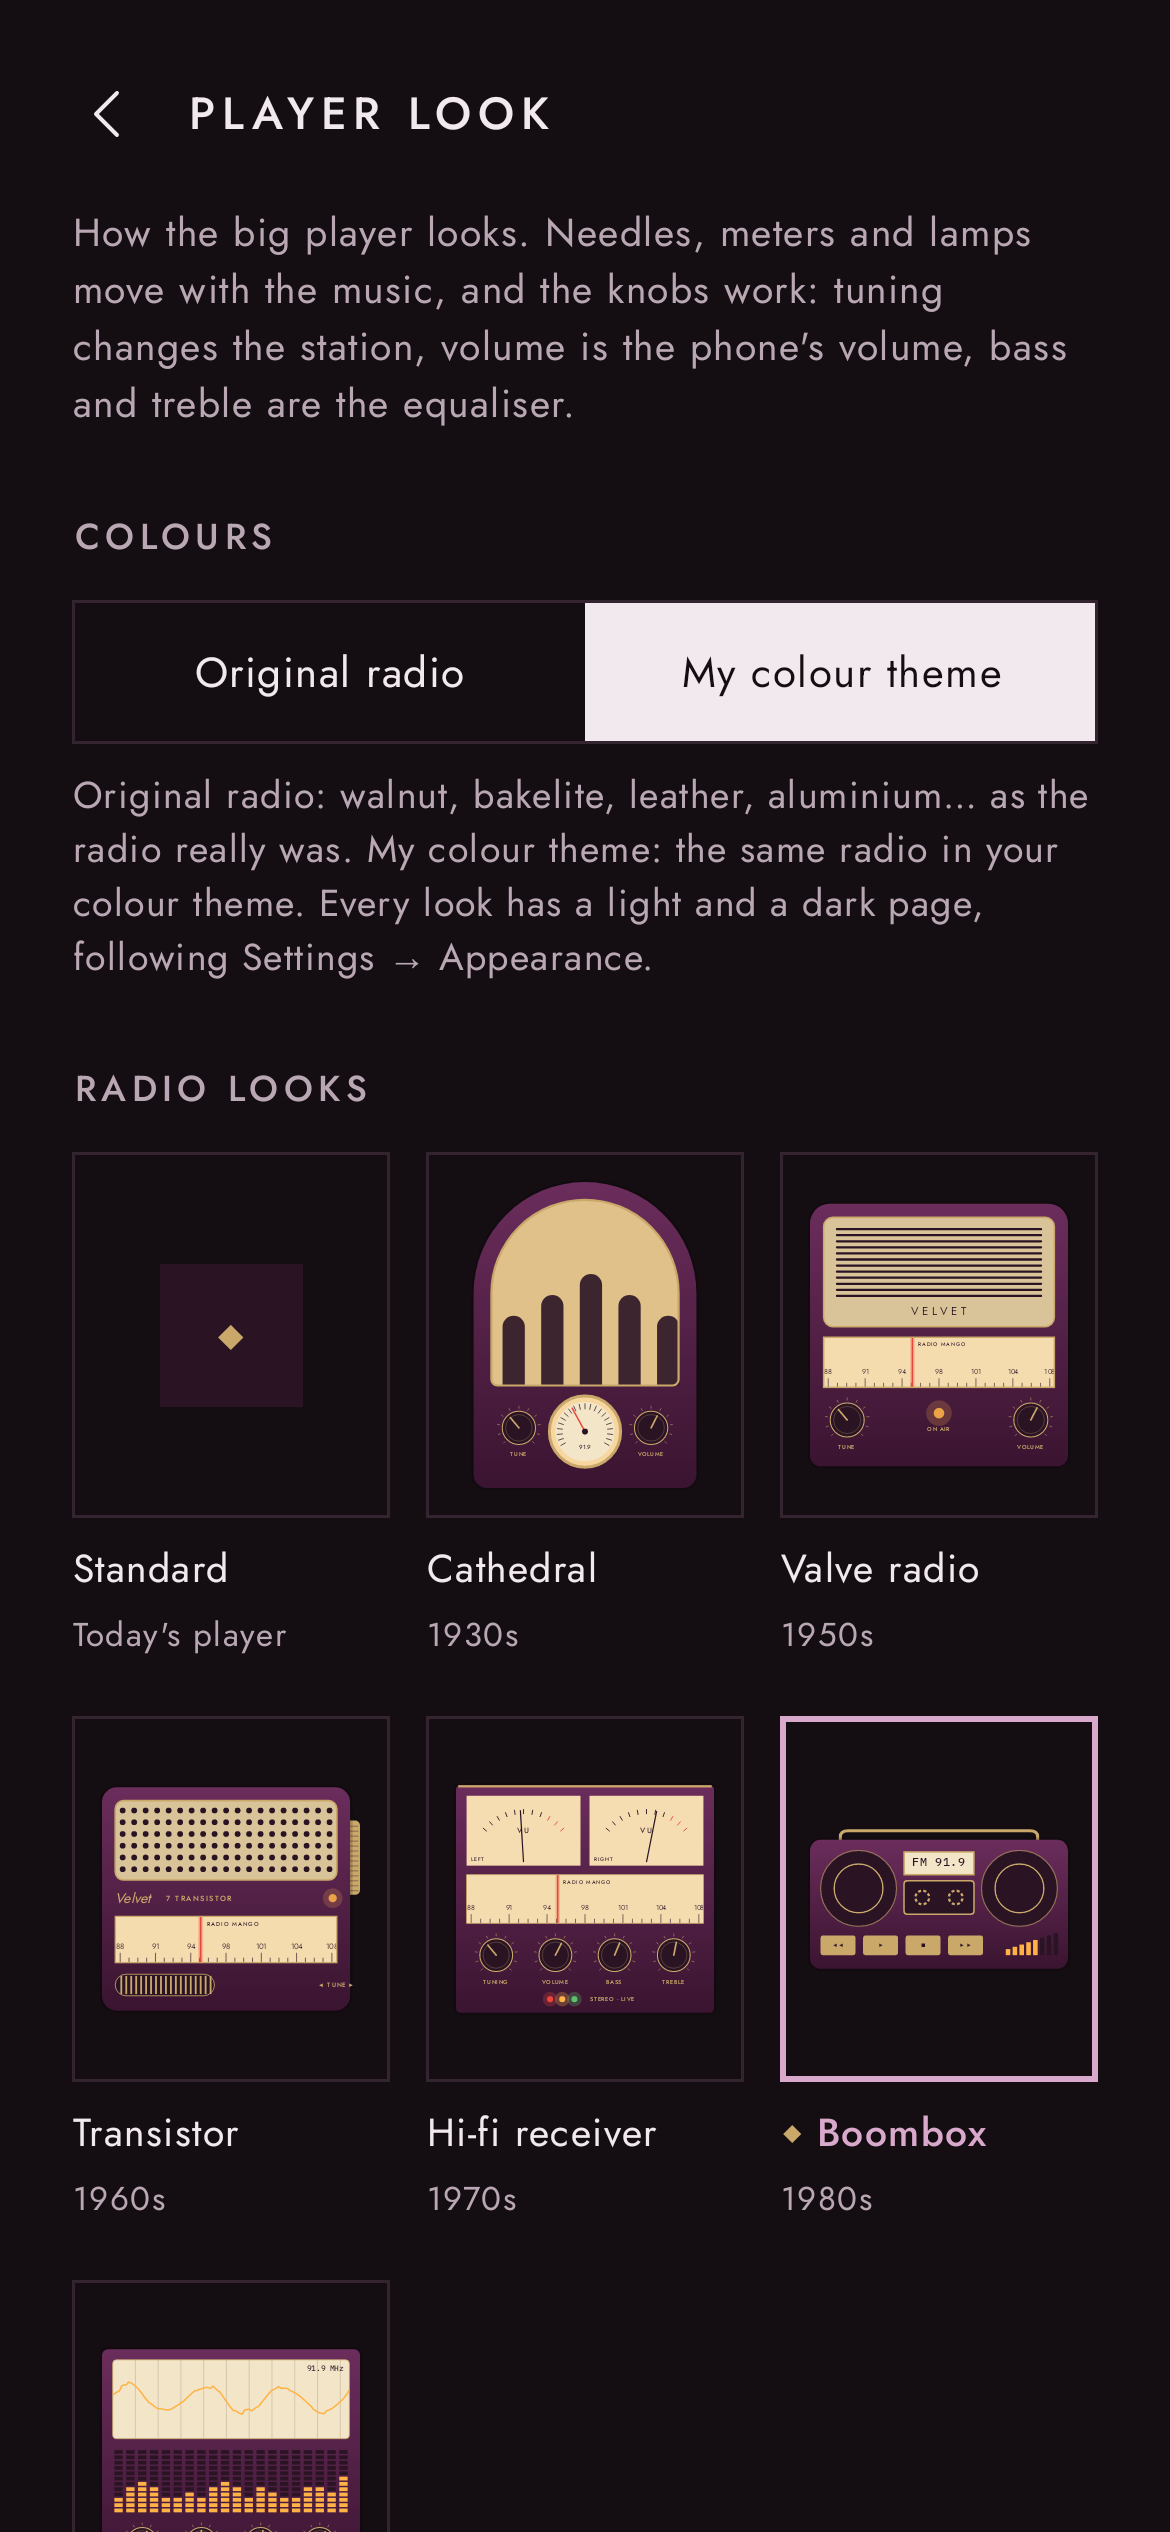 PLAYER LOOK
How the big player looks. Needles, meters and lamps
move with the music, and the knobs work: tuning
changes the station, volume is the phone's volume, bass
and treble are the equaliser.
COLOURS
Original radio
My colour theme
Original radio: walnut, bakelite, leather, aluminium... as the
radio really was. My colour theme: the same radio in your
colour theme. Every look has a light and a dark page,
following Settings → Appearance.
RADIO LOOKS
91.9
TUNE
VOLUME
VELVET
RADIO MANGO
88 91 94 98 101 104
ON AIR
TUNE
VOLUME
Standard
Today's player
Cathedral
1930s
Valve radio
1950s
Velvet 7 TRANSISTOR
RADIO MANGO
88 91 94 98 101 104
◄ TUNE ►
VU
LEFT
VU
RIGHT
RADIO MANGO
88 91 94 98 101 104
TUNING
VOLUME
BASS
TREBLE
STEREO · LIVE
FM 91.9
Transistor
1960s
Hi-fi receiver
1970s
◆ Boombox
1980s
91.9 MHz